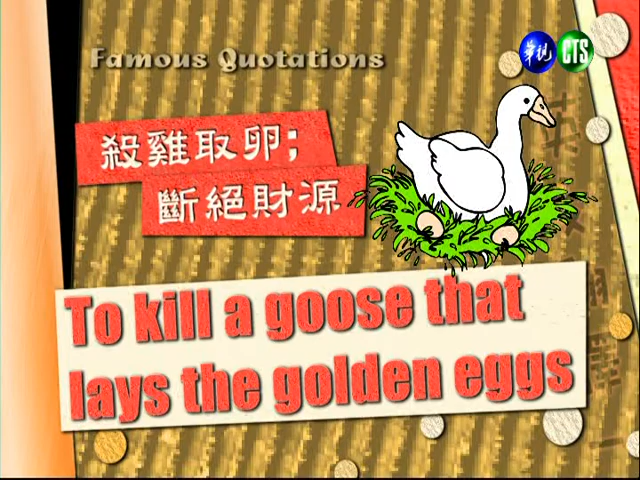 Famous Quotations
華視 CTS
殺雞取卵；
斷絕財源
To kill a goose that
lays the golden eggs